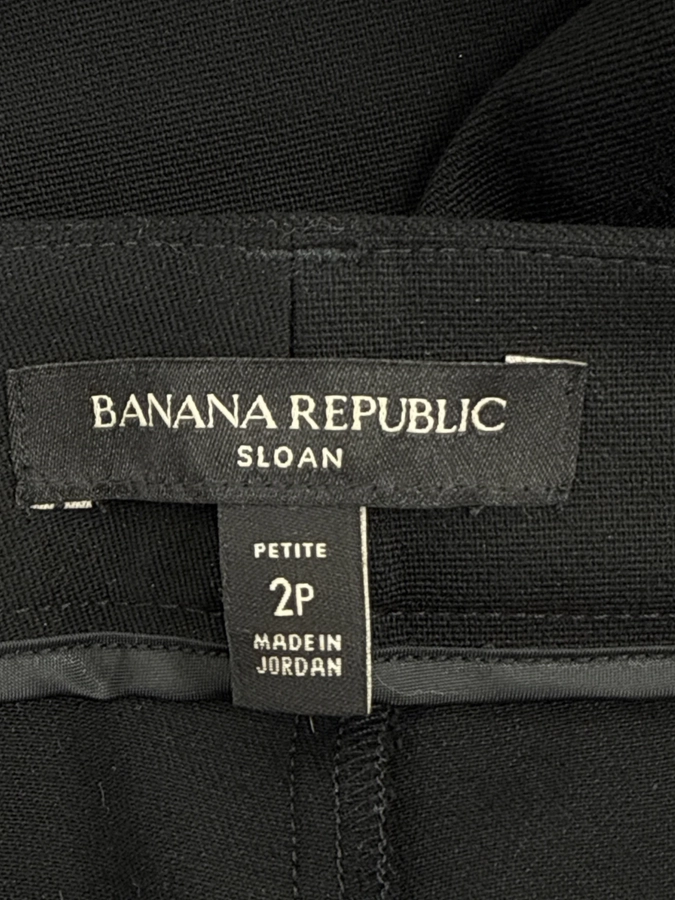 BANANA REPUBLIC
SLOAN
PETITE
2P
MADE IN
JORDAN